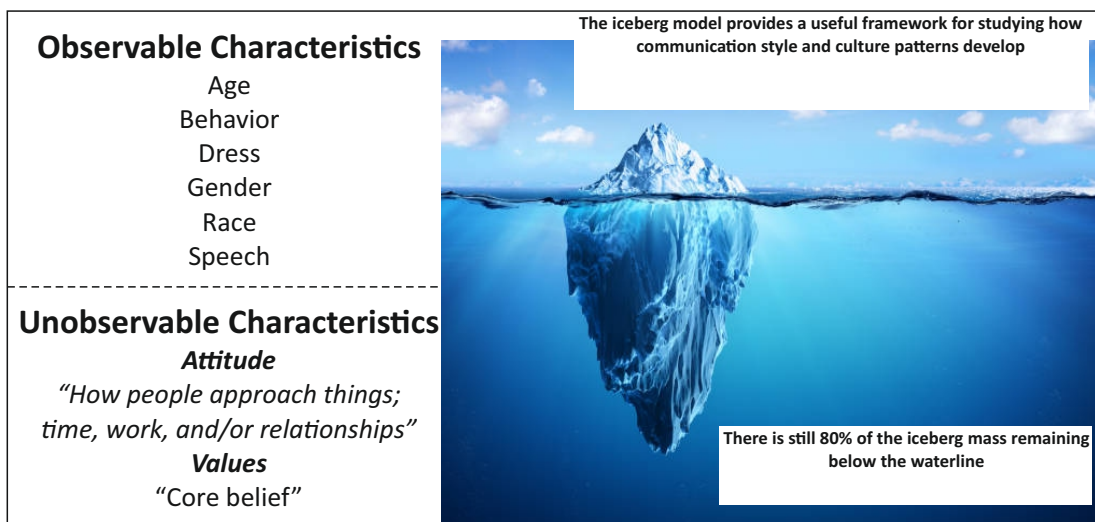 Observable Characteristics
Age
Behavior
Dress
Gender
Race
Speech
Unobservable Characteristics
Attitude
“How people approach things;
time, work, and/or relationships”
Values
“Core belief”
The iceberg model provides a useful framework for studying how
communication style and culture patterns develop
There is still 80% of the iceberg mass remaining
below the waterline